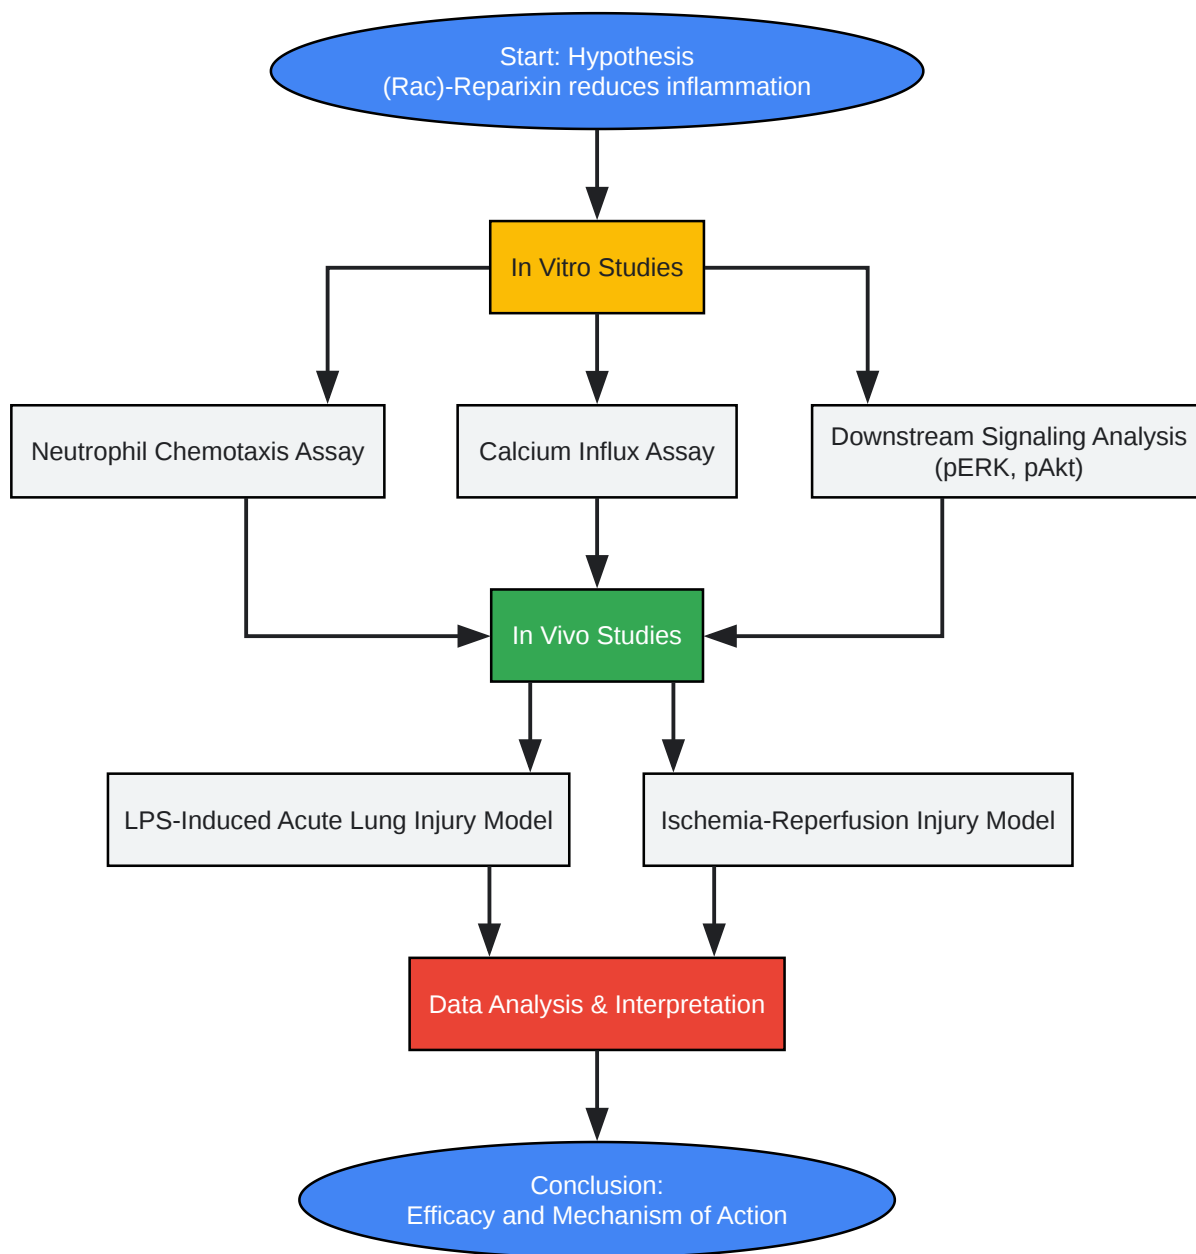 Start: Hypothesis
(Rac)-Reparixin reduces inflammation
In Vitro Studies
Neutrophil Chemotaxis Assay
Calcium Influx Assay
Downstream Signaling Analysis
(pERK, pAkt)
In Vivo Studies
LPS-Induced Acute Lung Injury Model
Ischemia-Reperfusion Injury Model
Data Analysis & Interpretation
Conclusion:
Efficacy and Mechanism of Action